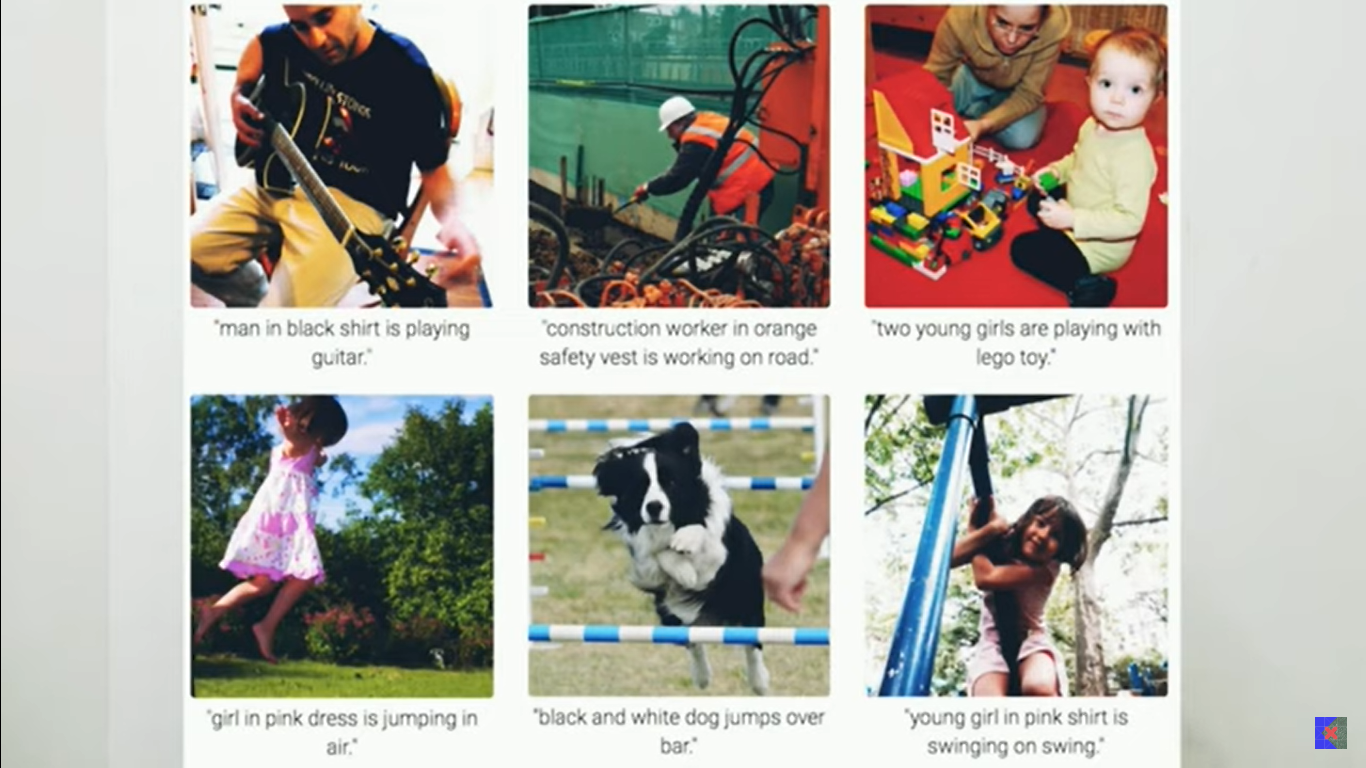 "man in black shirt is playing
guitar."
"construction worker in orange
safety vest is working on road."
"two young girls are playing with
lego toy."
"girl in pink dress is jumping in
air."
"black and white dog jumps over
bar."
"young girl in pink shirt is
swinging on swing."